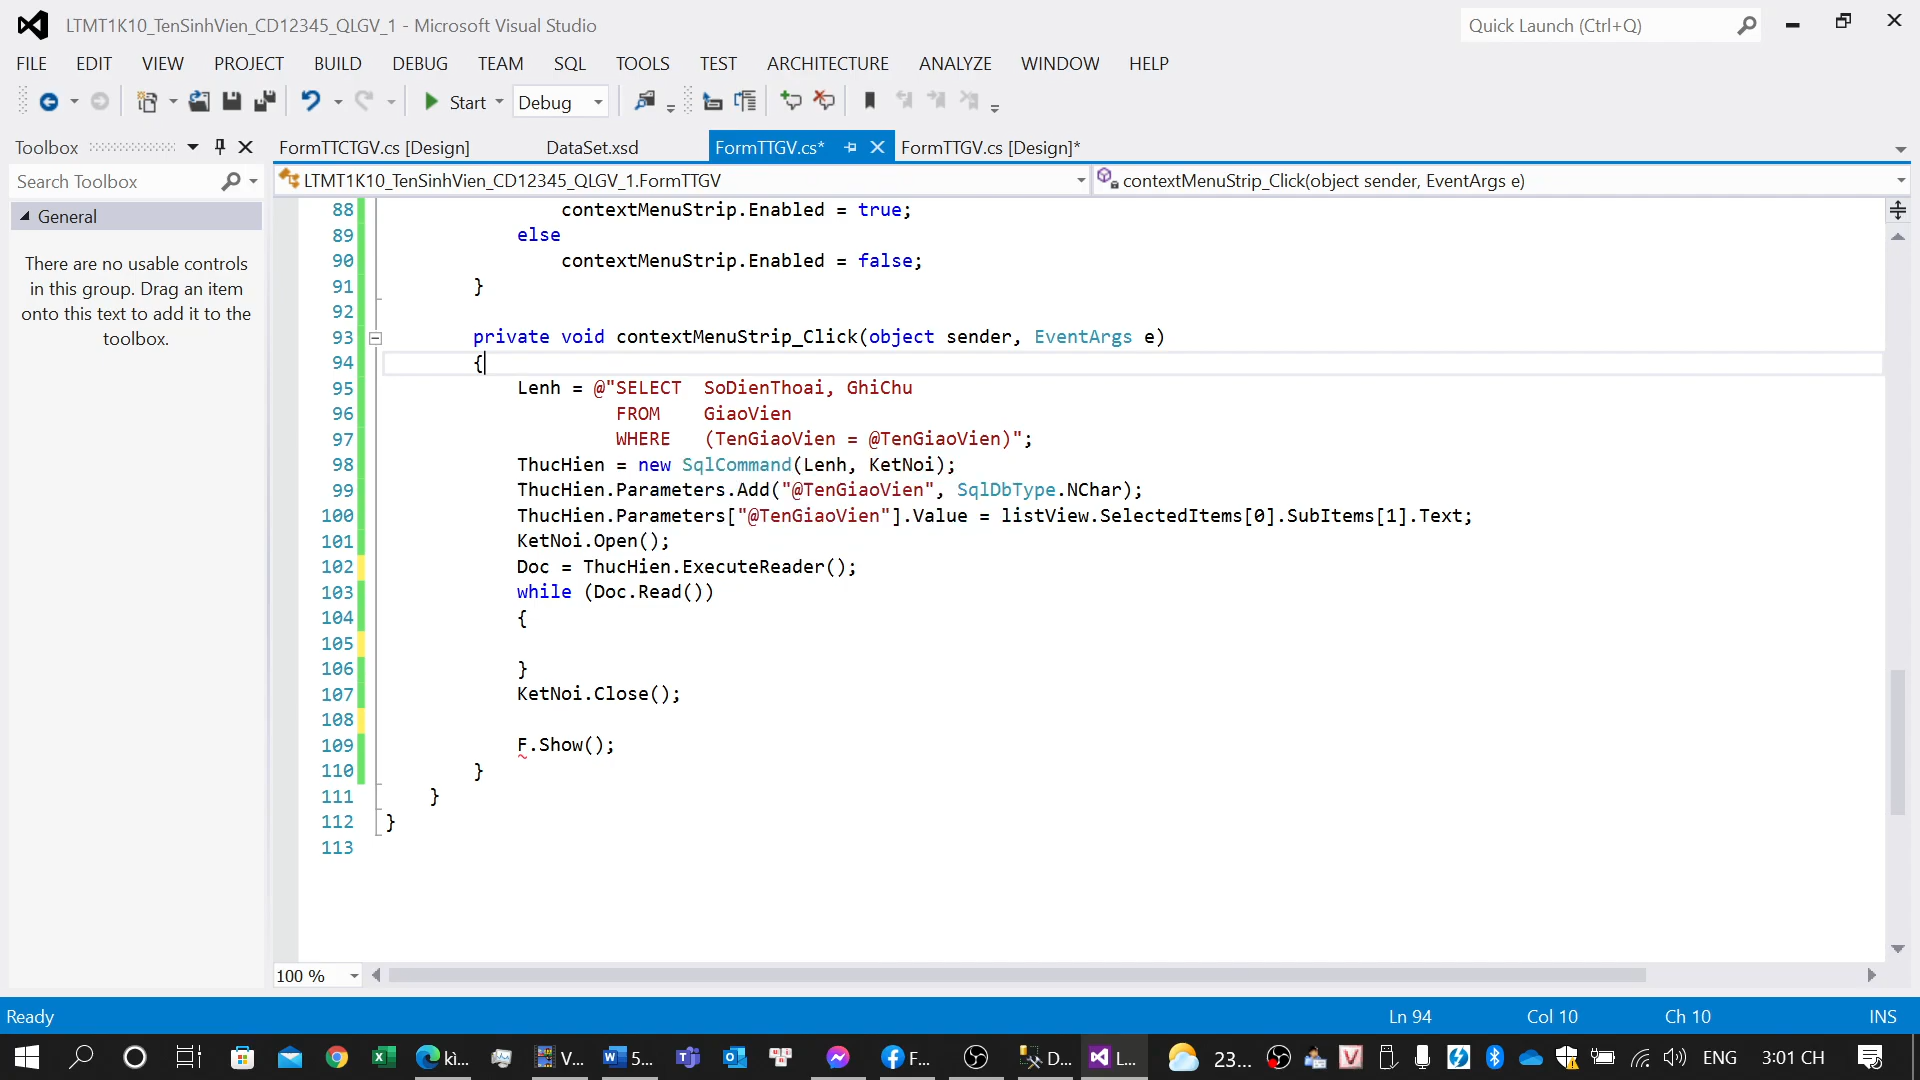 LTMT1K10_TenSinhVien_CD12345_QLGV_1 - Microsoft Visual Studio
Quick Launch (Ctrl+Q)
FILE EDIT VIEW PROJECT BUILD DEBUG TEAM SQL TOOLS TEST ARCHITECTURE ANALYZE WINDOW HELP
Start Debug
Toolbox
FormTTCTGV.cs [Design] DataSet.xsd FormTTGV.cs* FormTTGV.cs [Design]*
Search Toolbox
LTMT1K10_TenSinhVien_CD12345_QLGV_1.FormTTGV
contextMenuStrip_Click(object sender, EventArgs e)
General
There are no usable controls
in this group. Drag an item
onto this text to add it to the
toolbox.
88 contextMenuStrip.Enabled = true;
89 else
90 contextMenuStrip.Enabled = false;
91 }
92
93 private void contextMenuStrip_Click(object sender, EventArgs e)
94 {
95 Lenh = @"SELECT SoDienThoai, GhiChu
96 FROM GiaoVien
97 WHERE (TenGiaoVien = @TenGiaoVien)";
98 ThucHien = new SqlCommand(Lenh, KetNoi);
99 ThucHien.Parameters.Add("@TenGiaoVien", SqlDbType.NChar);
100 ThucHien.Parameters["@TenGiaoVien"].Value = listView.SelectedItems[0].SubItems[1].Text;
101 KetNoi.Open();
102 Doc = ThucHien.ExecuteReader();
103 while (Doc.Read())
104 {
105
106 }
107 KetNoi.Close();
108
109 F.Show();
110 }
111 }
112 }
113
100 %
Ready Ln 94 Col 10 Ch 10 INS
kì... V... 5... F... D... L... 23... ENG 3:01 CH